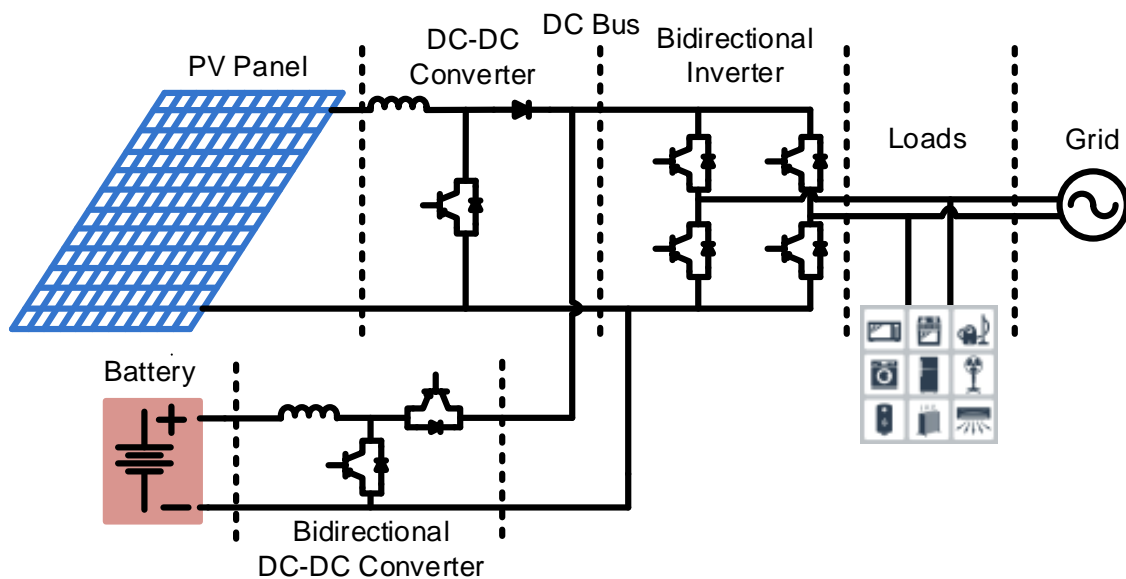 DC Bus
DC-DC
Converter
Bidirectional
Inverter
PV Panel
Loads
Grid
Battery
Bidirectional
DC-DC Converter